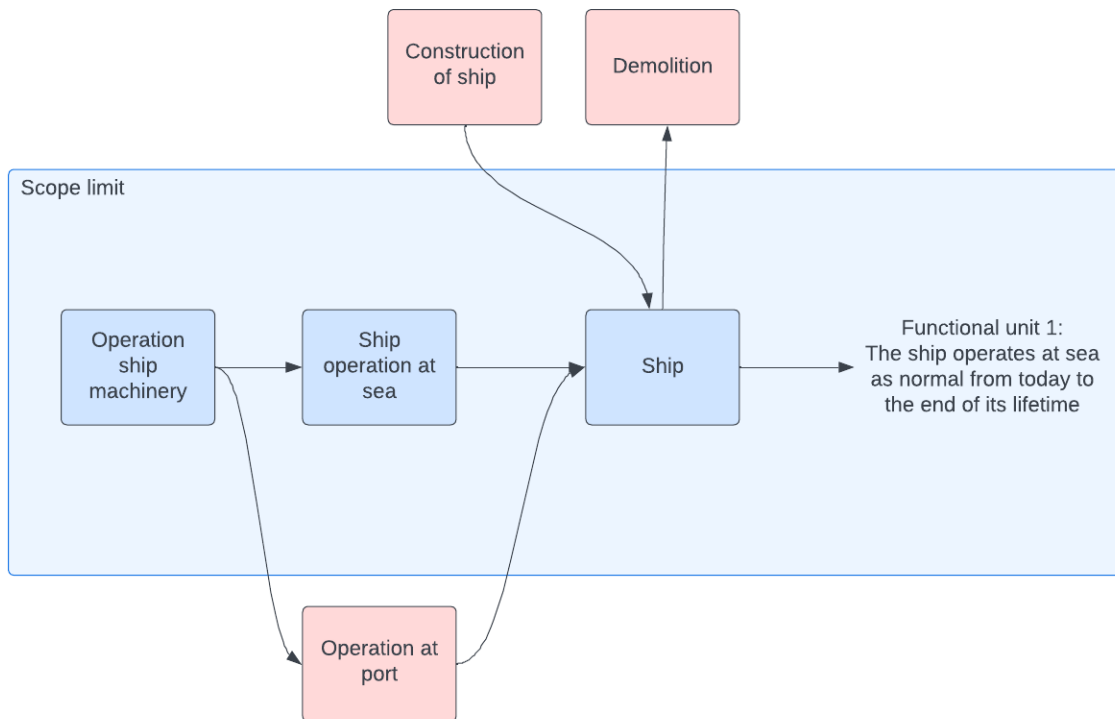 Construction
of ship
Demolition
Scope limit
Operation
ship
machinery
Ship
operation at
sea
Ship
Functional unit 1:
The ship operates at sea
as normal from today to
the end of its lifetime
Operation at
port